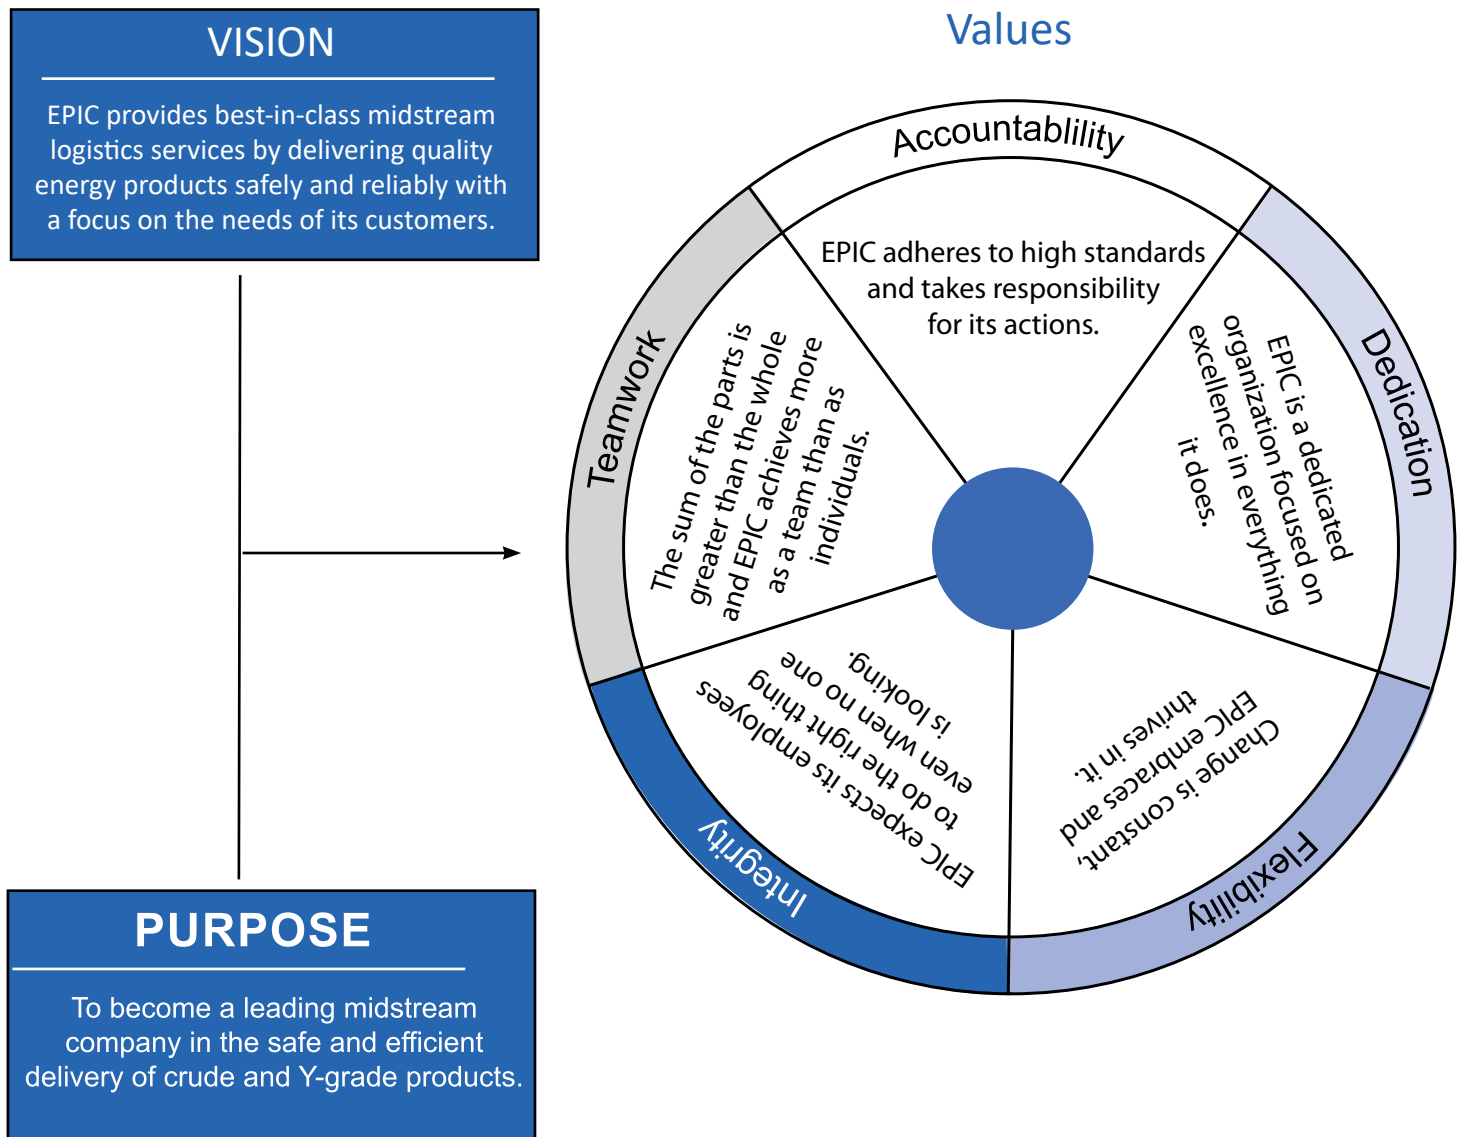 VISION
EPIC provides best-in-class midstream
logistics services by delivering quality
energy products safely and reliably with
a focus on the needs of its customers.
PURPOSE
To become a leading midstream
company in the safe and efficient
delivery of crude and Y-grade products.
Values
Accountablility
EPIC adheres to high standards
and takes responsibility
for its actions.
Dedication
EPIC is a dedicated
organization focused on
excellence in everything
it does.
Flexibility
Change is constant,
EPIC embraces and
thrives in it.
Integrity
EPIC expects its employees
to do the right thing
even when no one
is looking.
Teamwork
The sum of the parts is
greater than the whole
and EPIC achieves more
as a team than as
individuals.